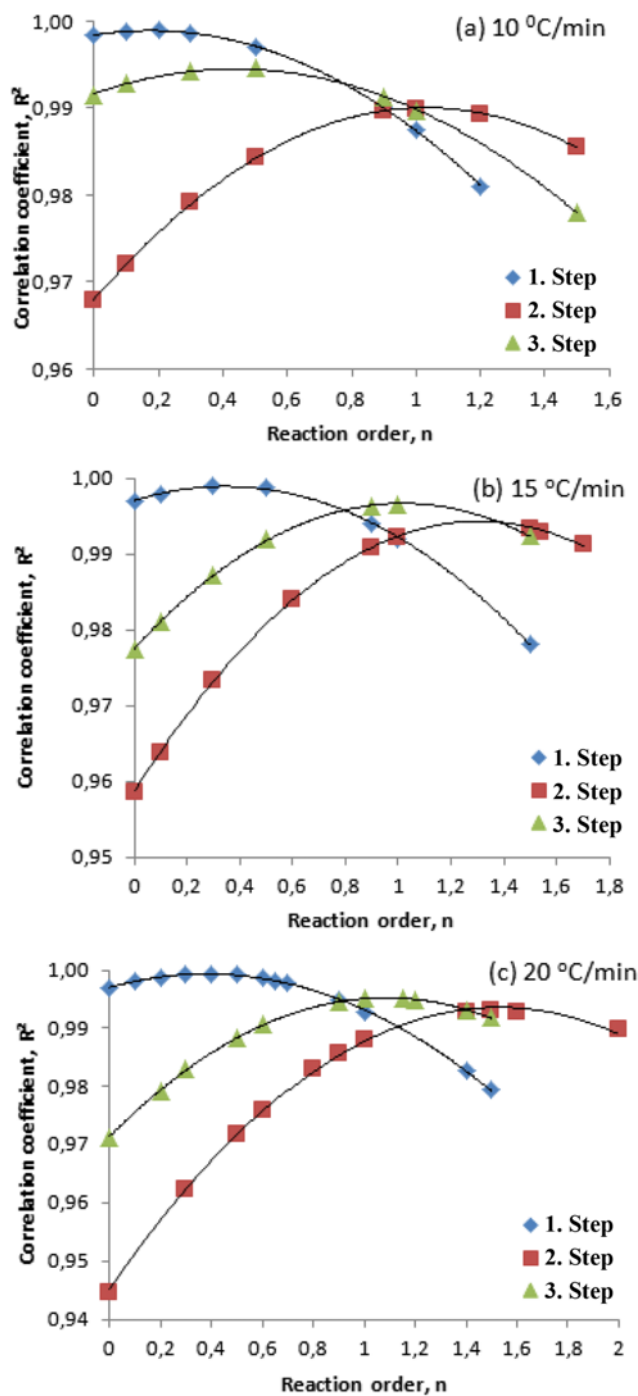 (a) 10 ⁰C/min
Correlation coefficient, R²
1,00
0,99
0,98
0,97
0,96
1. Step
2. Step
3. Step
0 0,2 0,4 0,6 0,8 1 1,2 1,4 1,6
Reaction order, n
(b) 15 ᵒC/min
Correlation coefficient, R²
1,00
0,99
0,98
0,97
0,96
0,95
1. Step
2. Step
3. Step
0 0,2 0,4 0,6 0,8 1 1,2 1,4 1,6 1,8
Reaction order, n
(c) 20 ᵒC/min
Correlation coefficient, R²
1,00
0,99
0,98
0,97
0,96
0,95
0,94
1. Step
2. Step
3. Step
0 0,2 0,4 0,6 0,8 1 1,2 1,4 1,6 1,8 2
Reaction order, n